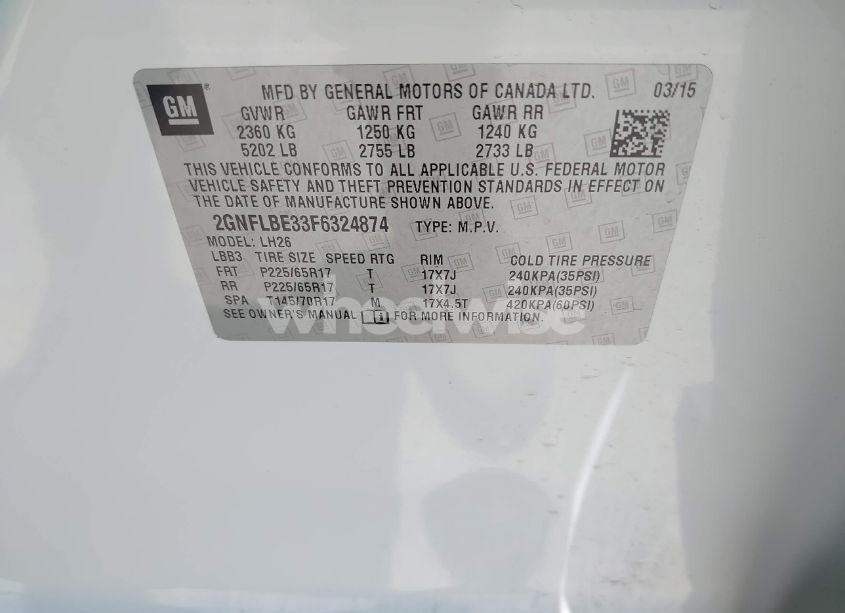 GM
MFD BY GENERAL MOTORS OF CANADA LTD. 03/15
GVWR GAWR FRT GAWR RR
2360 KG 1250 KG 1240 KG
5202 LB 2755 LB 2733 LB
THIS VEHICLE CONFORMS TO ALL APPLICABLE U.S. FEDERAL MOTOR
VEHICLE SAFETY AND THEFT PREVENTION STANDARDS IN EFFECT ON
THE DATE OF MANUFACTURE SHOWN ABOVE.
2GNFLBE33F6324874 TYPE: M.P.V.
MODEL: LH26
LBB3 TIRE SIZE SPEED RTG RIM COLD TIRE PRESSURE
FRT P225/65R17 T 17X7J 240KPA(35PSI)
RR P225/65R17 T 17X7J 240KPA(35PSI)
SPA T145/70R17 M 17X4.5T 420KPA(60PSI)
SEE OWNER'S MANUAL FOR MORE INFORMATION.
wheelwise